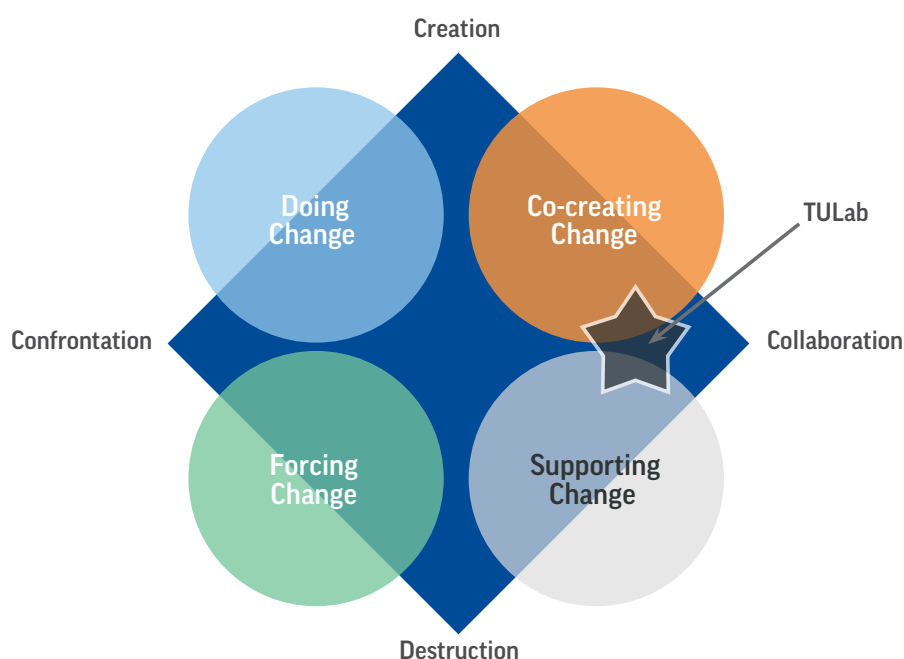 Creation
Doing
Change
Co-creating
Change
TULab
Confrontation
Collaboration
Forcing
Change
Supporting
Change
Destruction